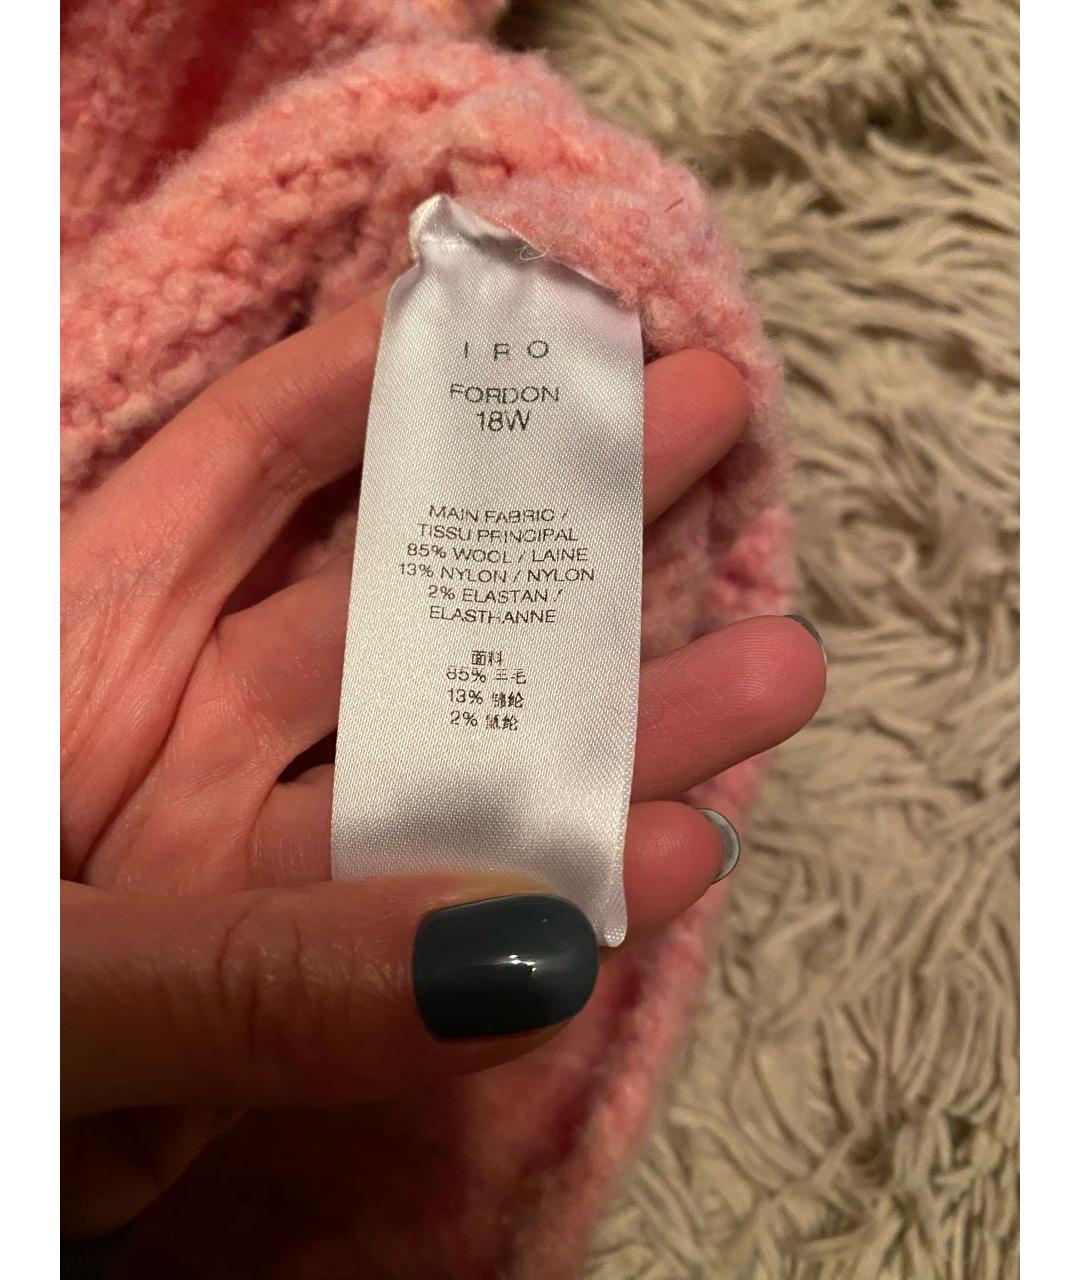 IRO
FORDON
18W
MAIN FABRIC /
TISSU PRINCIPAL
85% WOOL / LAINE
13% NYLON / NYLON
2% ELASTAN /
ELASTHANNE
面料
85% 羊毛
13% 锦纶
2% 氨纶